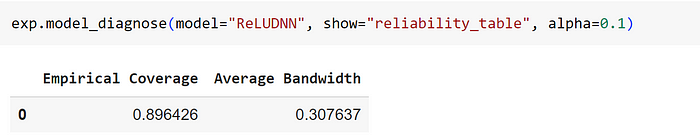 exp.model_diagnose(model="ReLUDNN", show="reliability_table", alpha=0.1)
Empirical Coverage Average Bandwidth
0 0.896426 0.307637